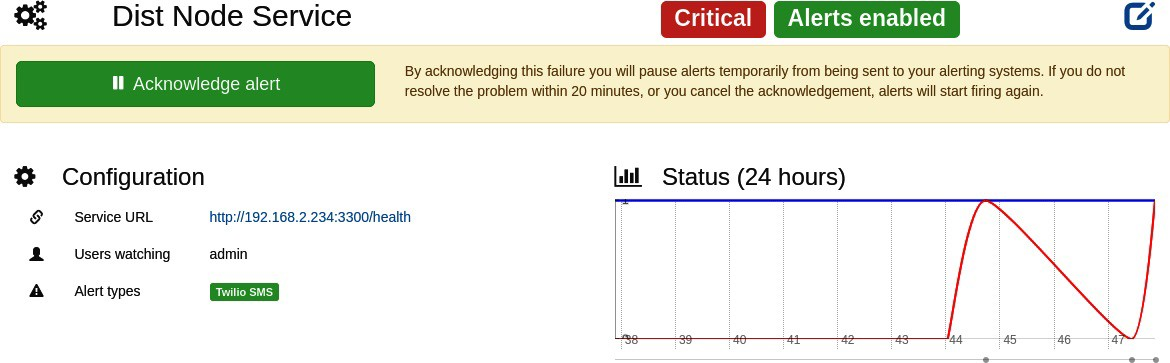 Dist Node Service
Critical
Alerts enabled
Acknowledge alert
By acknowledging this failure you will pause alerts temporarily from being sent to your alerting systems. If you do not
resolve the problem within 20 minutes, or you cancel the acknowledgement, alerts will start firing again.
Configuration
Service URL http://192.168.2.234:3300/health
Users watching admin
Alert types Twilio SMS
Status (24 hours)
1
38 39 40 41 42 43 44 45 46 47